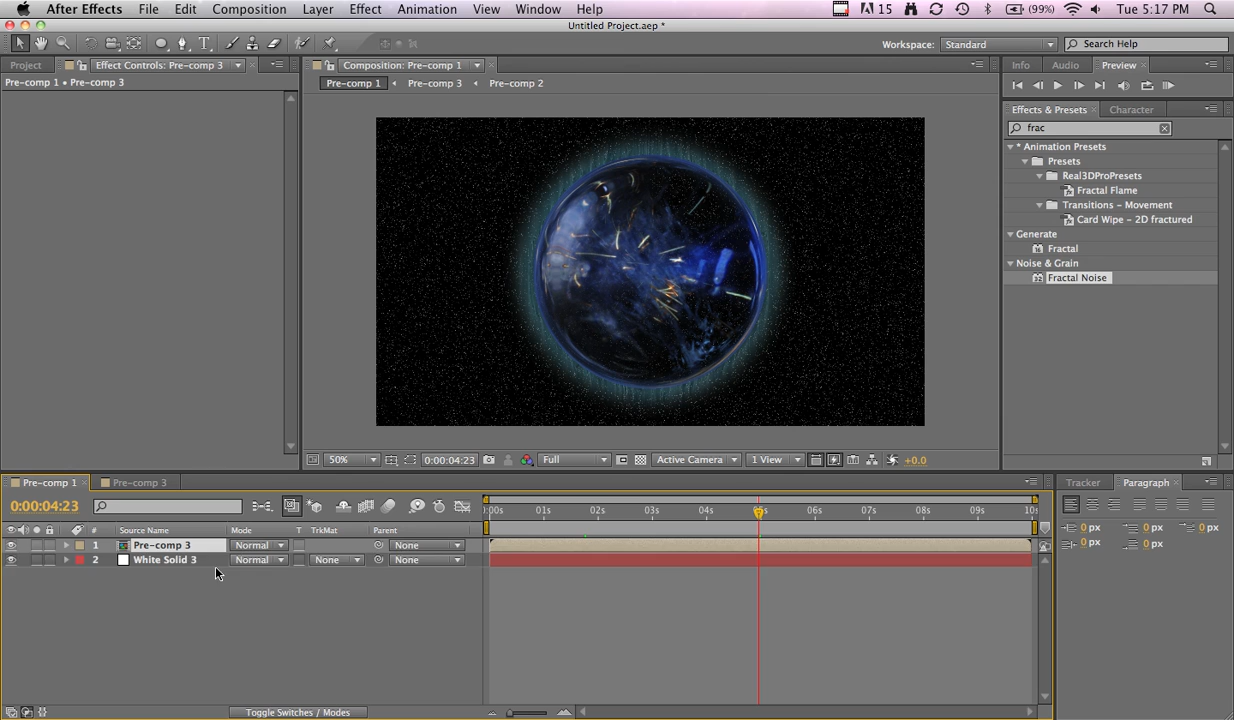 After Effects File Edit Composition Layer Effect Animation View Window Help 15 (99%) Tue 5:17 PM
Untitled Project.aep *
Workspace: Standard Search Help
Project Effect Controls: Pre-comp 3 Composition: Pre-comp 1 Info Audio Preview
Pre-comp 1 • Pre-comp 3
Pre-comp 1 Pre-comp 3 Pre-comp 2
Effects & Presets Character
frac
* Animation Presets
Presets
Real3DProPresets
Fractal Flame
Transitions – Movement
Card Wipe – 2D fractured
Generate
Fractal
Noise & Grain
Fractal Noise
50% 0:00:04:23 Full Active Camera 1 View +0.0
Pre-comp 1 Pre-comp 3 Tracker Paragraph
0:00:04:23
:00s 01s 02s 03s 04s 05s 06s 07s 08s 09s 10s
# Source Name Mode T TrkMat Parent
1 Pre-comp 3 Normal None
2 White Solid 3 Normal None None
0 px 0 px 0 px
0 px 0 px
Toggle Switches / Modes